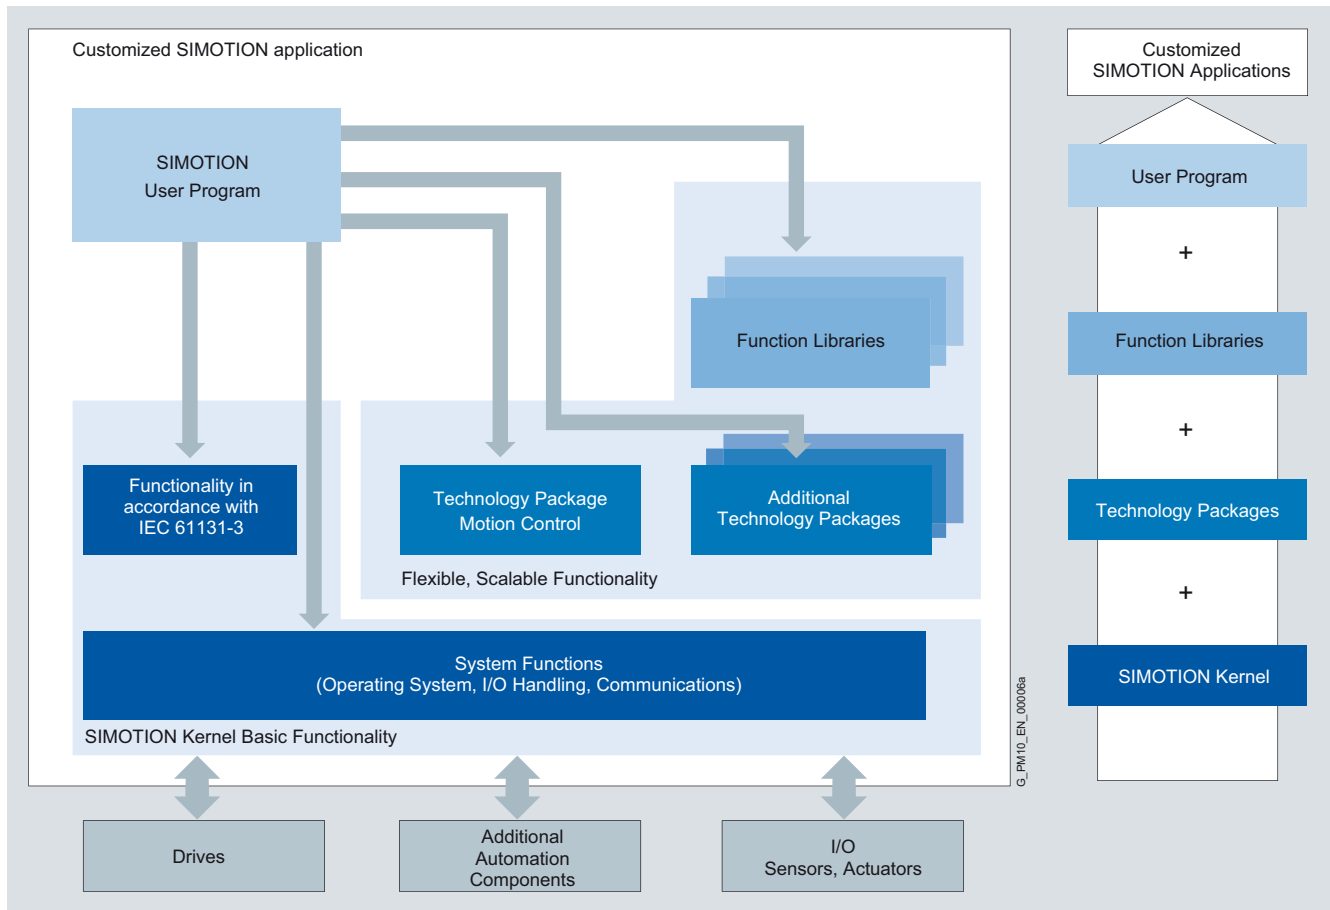 Customized SIMOTION application
SIMOTION
User Program
Function Libraries
Functionality in
accordance with
IEC 61131-3
Technology Package
Motion Control
Additional
Technology Packages
Flexible, Scalable Functionality
System Functions
(Operating System, I/O Handling, Communications)
SIMOTION Kernel Basic Functionality
Drives
Additional
Automation
Components
I/O
Sensors, Actuators
G_PM10_EN_00006a
Customized
SIMOTION Applications
User Program
+
Function Libraries
+
Technology Packages
+
SIMOTION Kernel